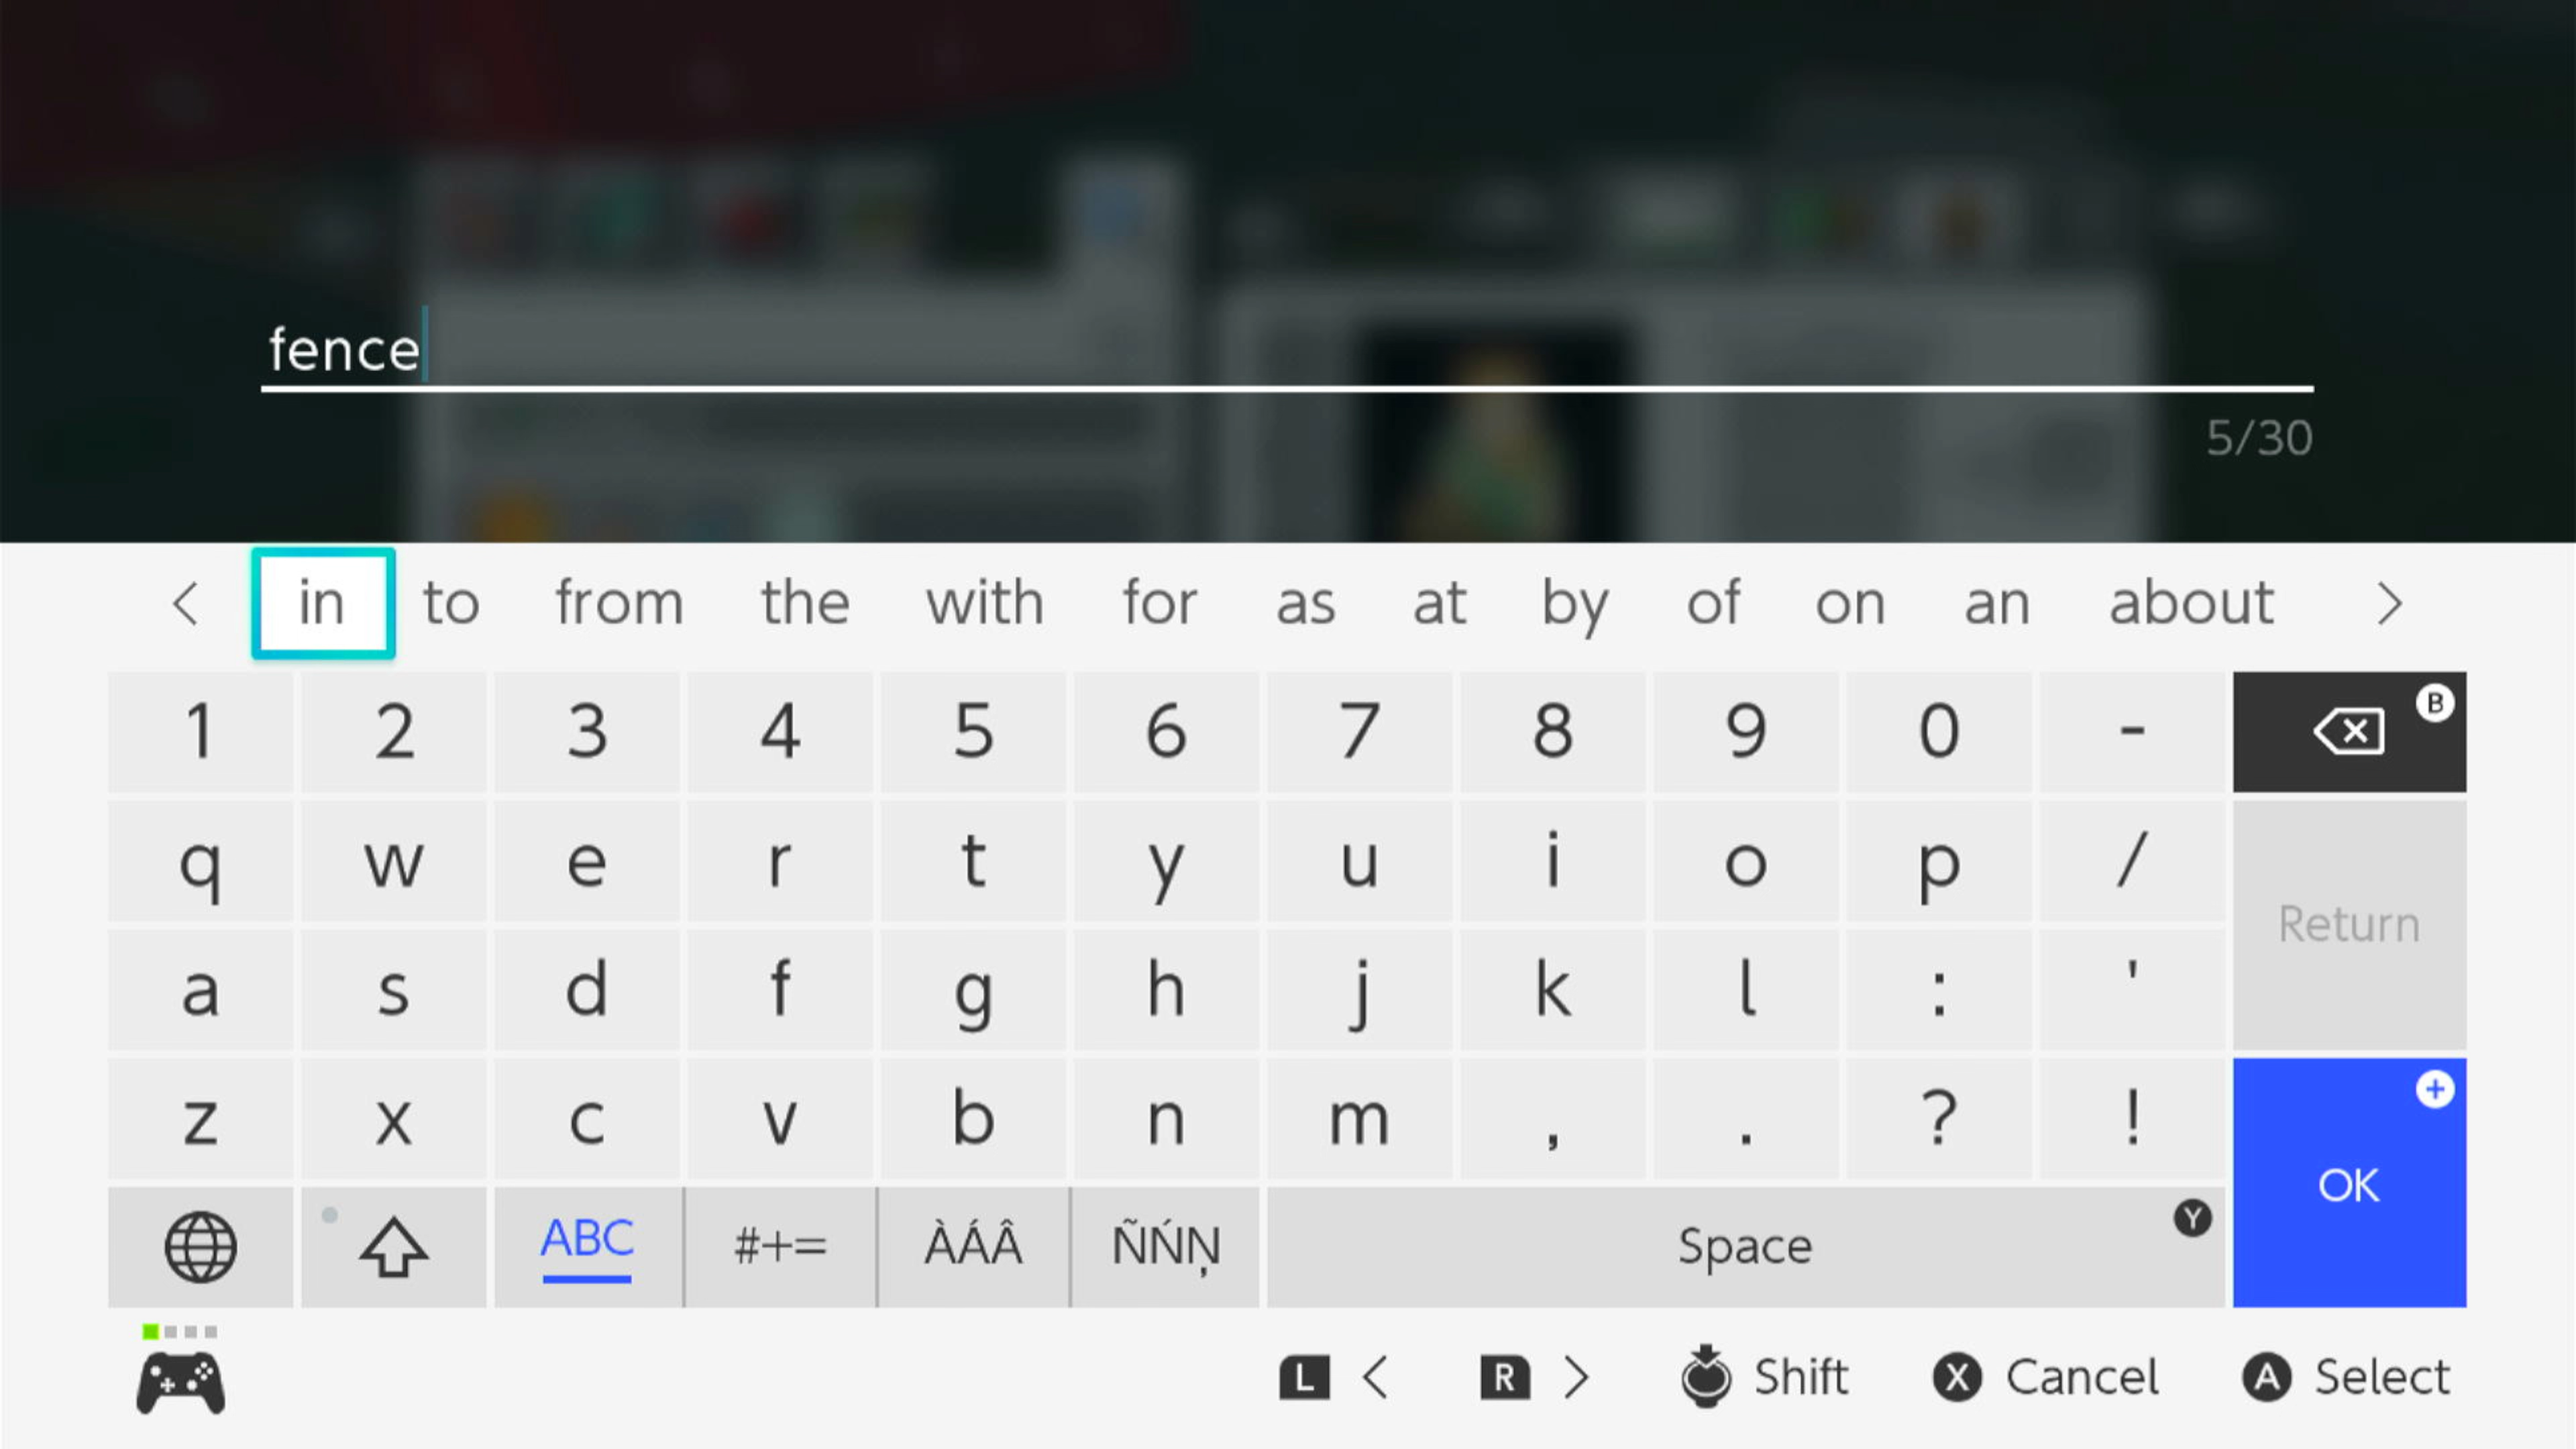 fence
5/30
< in to from the with for as at by of on an about >
1 2 3 4 5 6 7 8 9 0 - B
q w e r t y u i o p /
Return
a s d f g h j k l : '
z x c v b n m , . ? ! +
OK
ABC #+= ÀÁÂ ÑŃŅ Space Y
L < R > Shift X Cancel A Select